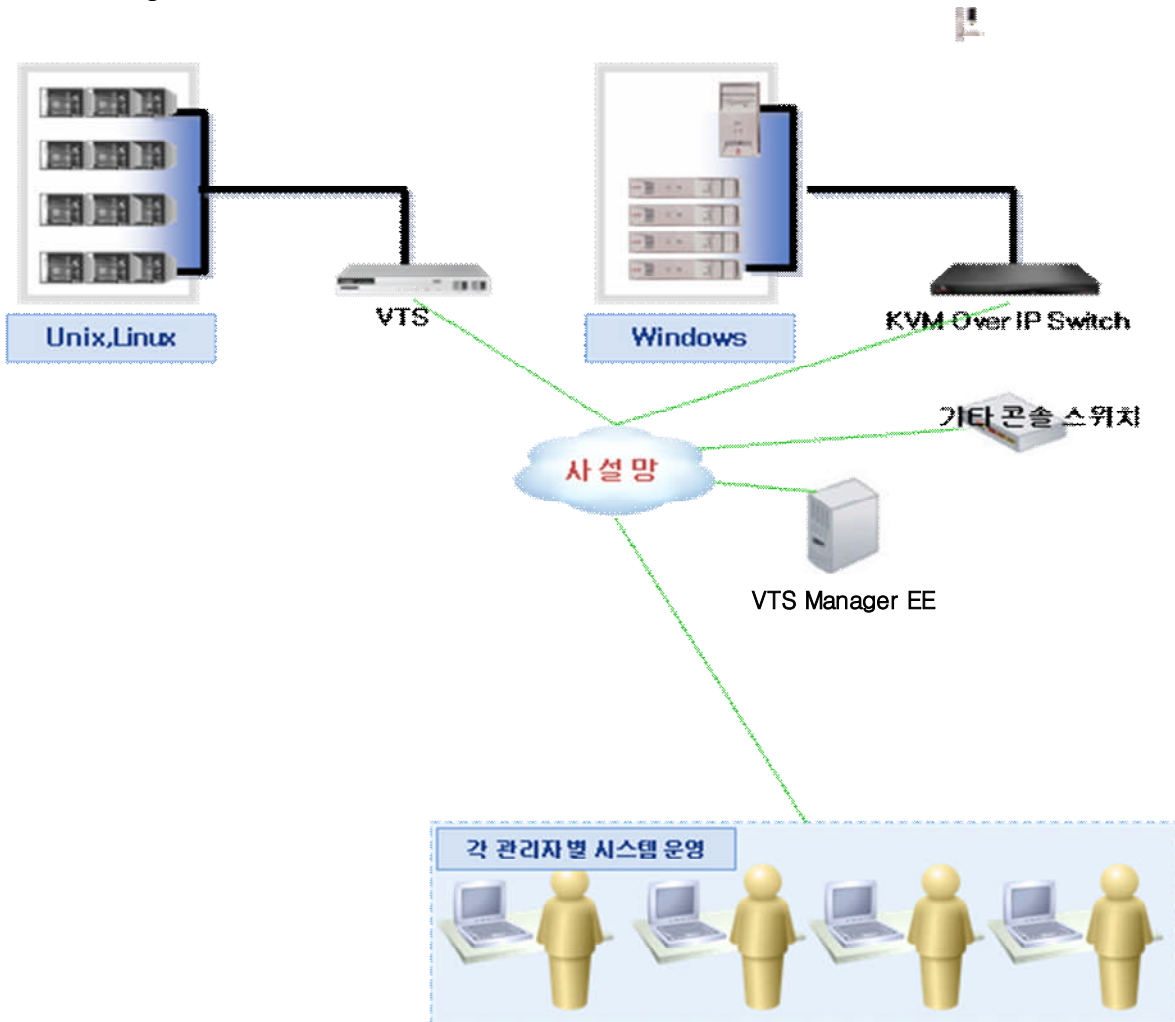 VTS
KVM Over IP Switch
Unix,Linux
Windows
기타 콘솔 스위치
사 설 망
VTS Manager EE
각 관리자 별 시스템 운영